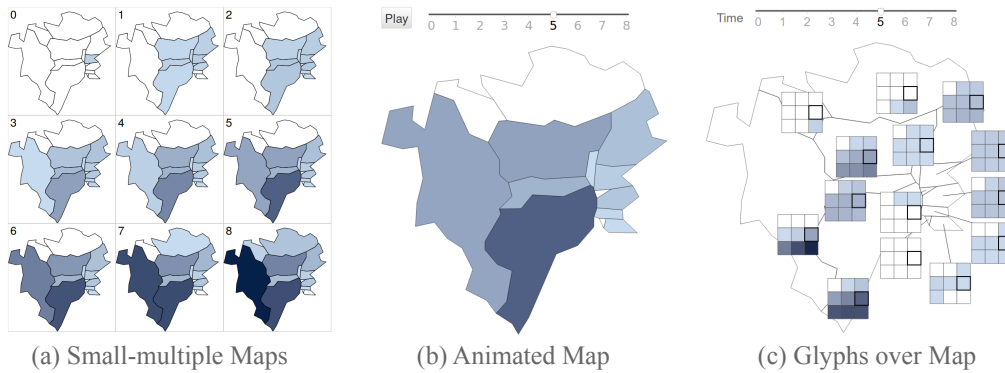 0 1 2
3 4 5
6 7 8
(a) Small-multiple Maps
Play
0 1 2 3 4 5 6 7 8
(b) Animated Map
Time
0 1 2 3 4 5 6 7 8
(c) Glyphs over Map